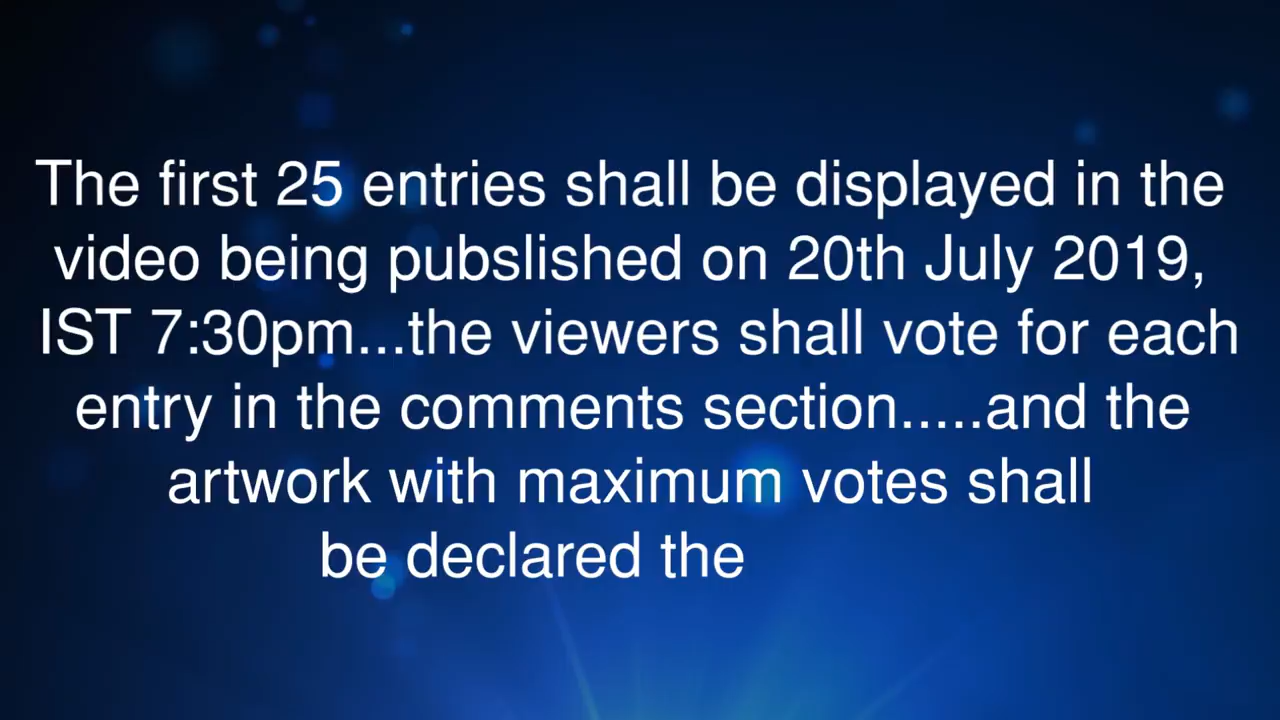 The first 25 entries shall be displayed in the
video being pubslished on 20th July 2019,
IST 7:30pm...the viewers shall vote for each
entry in the comments section.....and the
artwork with maximum votes shall
be declared the